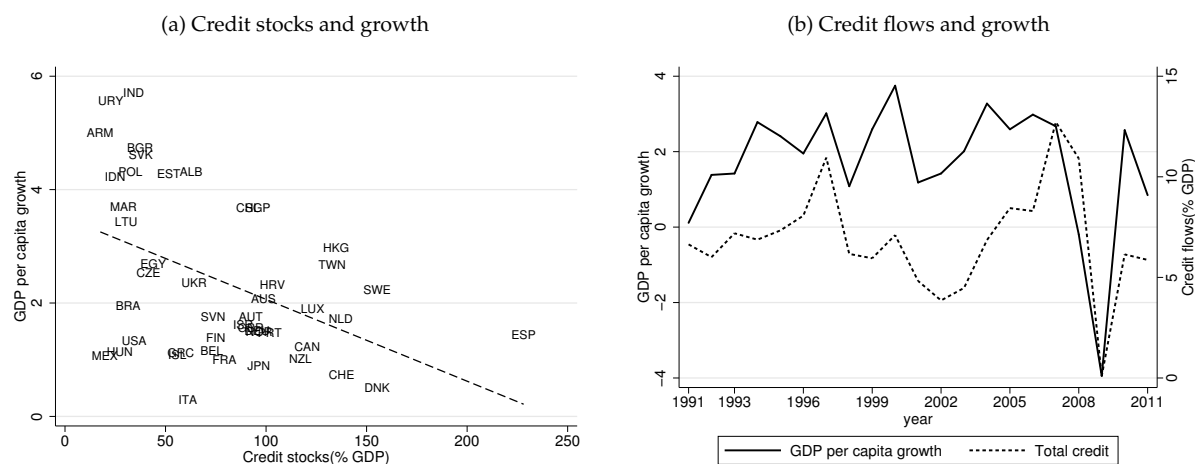 (a) Credit stocks and growth
GDP per capita growth
6
4
2
0
IND
URY
ARM
BGR
SVK
POL
IDN
EST
ALB
MAR
LTU
SGP
HKG
TWN
EGY
CZE
UKR
HRV
SWE
AUS
BRA
LUX
SVN
AUT
NLD
ESP
FIN
USA
CAN
HUN
MEX
GRC
ISL
BEL
FRA
NZL
JPN
CHE
DNK
ITA
0 50 100 150 200 250
Credit stocks(% GDP)
(b) Credit flows and growth
GDP per capita growth
4
2
0
−2
−4
15
10
5
0
Credit flows(% GDP)
1991 1993 1996 1999 2002 2005 2008 2011
year
GDP per capita growth Total credit